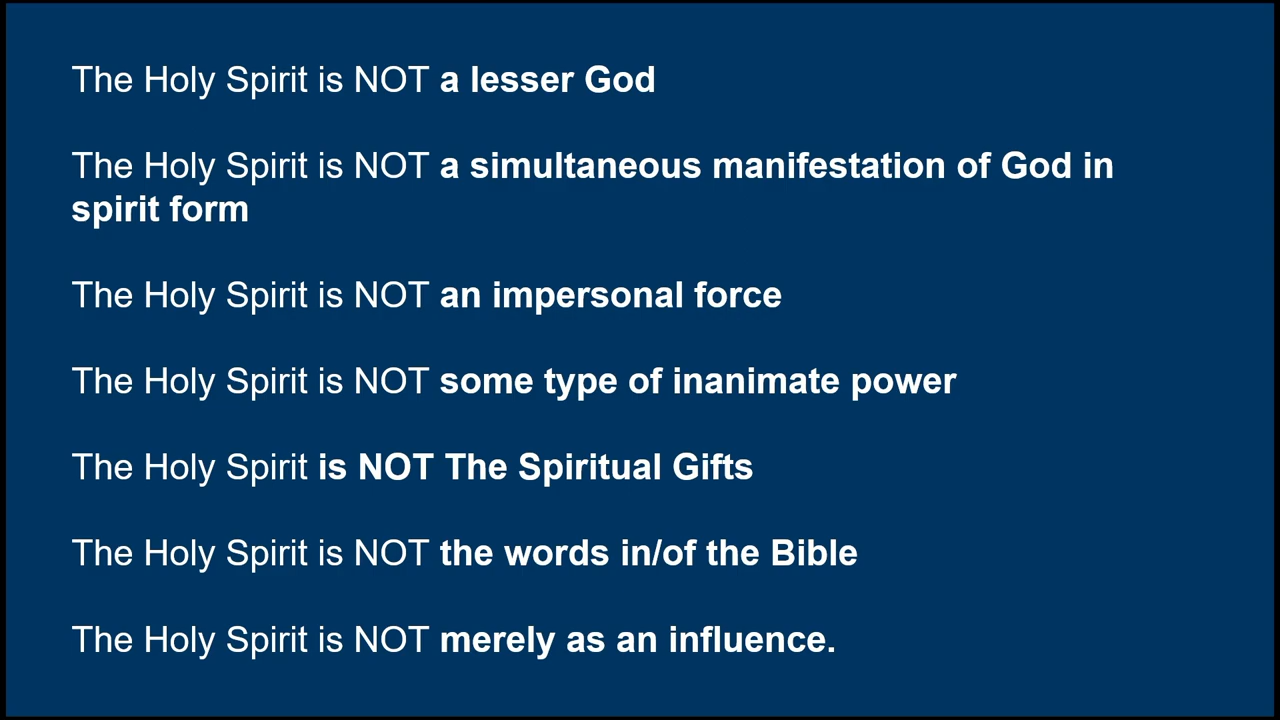 The Holy Spirit is NOT a lesser God
The Holy Spirit is NOT a simultaneous manifestation of God in
spirit form
The Holy Spirit is NOT an impersonal force
The Holy Spirit is NOT some type of inanimate power
The Holy Spirit is NOT The Spiritual Gifts
The Holy Spirit is NOT the words in/of the Bible
The Holy Spirit is NOT merely as an influence.